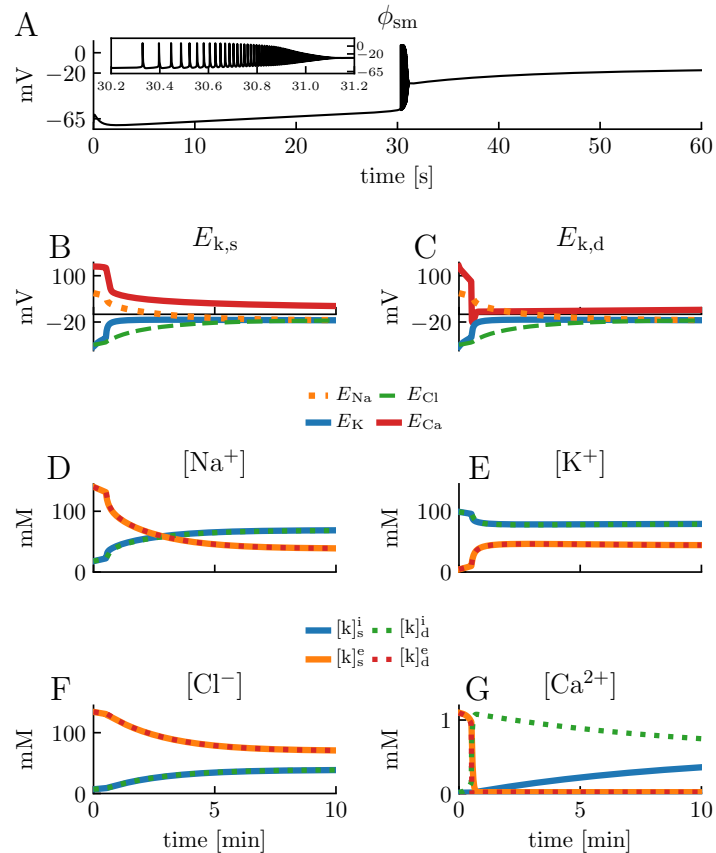 A
ϕsm
mV
0
−20
−65
0
−20
−65
30.2 30.4 30.6 30.8 31.0 31.2
0 10 20 30 40 50 60
time [s]
B
Ek,s
C
Ek,d
mV
100
−20
mV
100
−20
ENa
ECl
EK
ECa
D
[Na⁺]
E
[K⁺]
mM
100
0
mM
100
0
[k]ⁱs
[k]ⁱd
[k]ᵉs
[k]ᵉd
F
[Cl⁻]
G
[Ca²⁺]
mM
100
0
mM
1
0
0 5 10
0 5 10
time [min]
time [min]